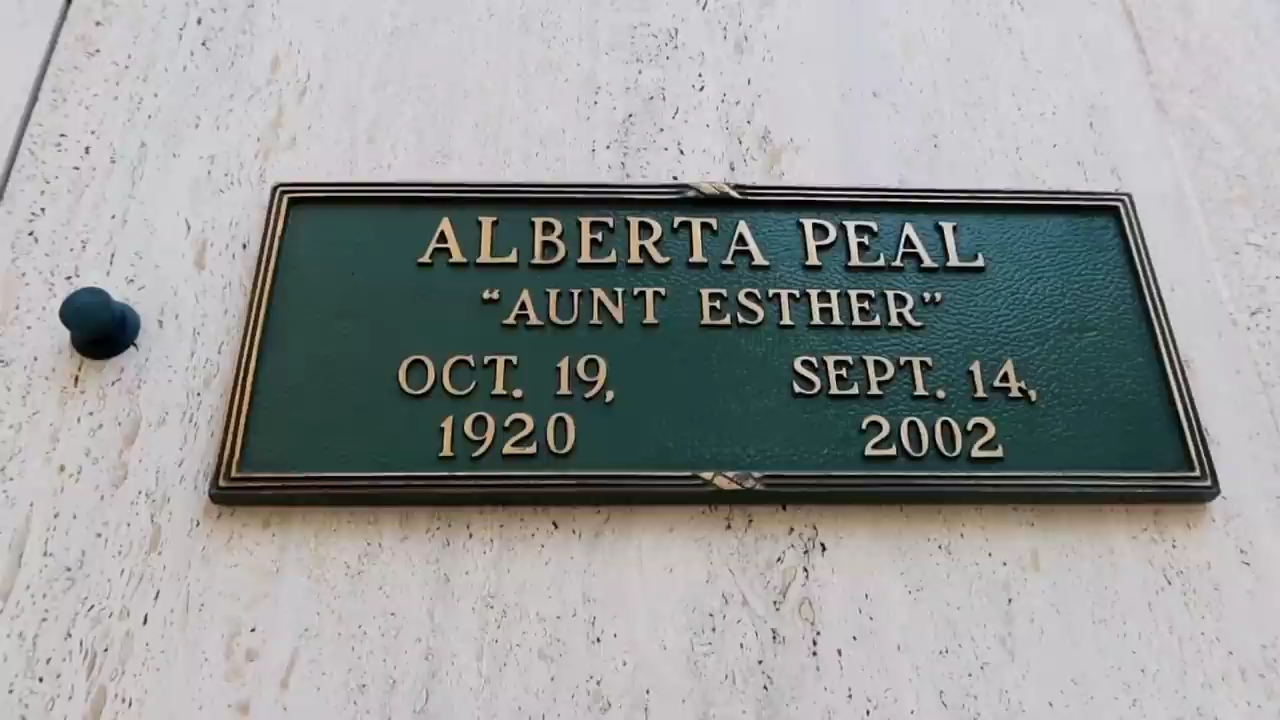 ALBERTA PEAL
“AUNT ESTHER”
OCT. 19, SEPT. 14,
1920 2002